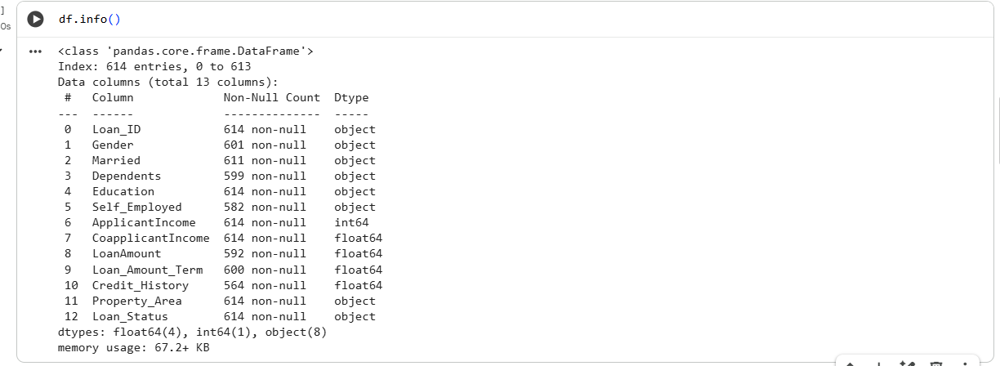 ]
0s
df.info()
<class 'pandas.core.frame.DataFrame'>
Index: 614 entries, 0 to 613
Data columns (total 13 columns):
 #   Column             Non-Null Count  Dtype
---  ------             --------------  -----
 0   Loan_ID            614 non-null    object
 1   Gender             601 non-null    object
 2   Married            611 non-null    object
 3   Dependents         599 non-null    object
 4   Education          614 non-null    object
 5   Self_Employed      582 non-null    object
 6   ApplicantIncome    614 non-null    int64
 7   CoapplicantIncome  614 non-null    float64
 8   LoanAmount         592 non-null    float64
 9   Loan_Amount_Term   600 non-null    float64
 10  Credit_History     564 non-null    float64
 11  Property_Area      614 non-null    object
 12  Loan_Status        614 non-null    object
dtypes: float64(4), int64(1), object(8)
memory usage: 67.2+ KB